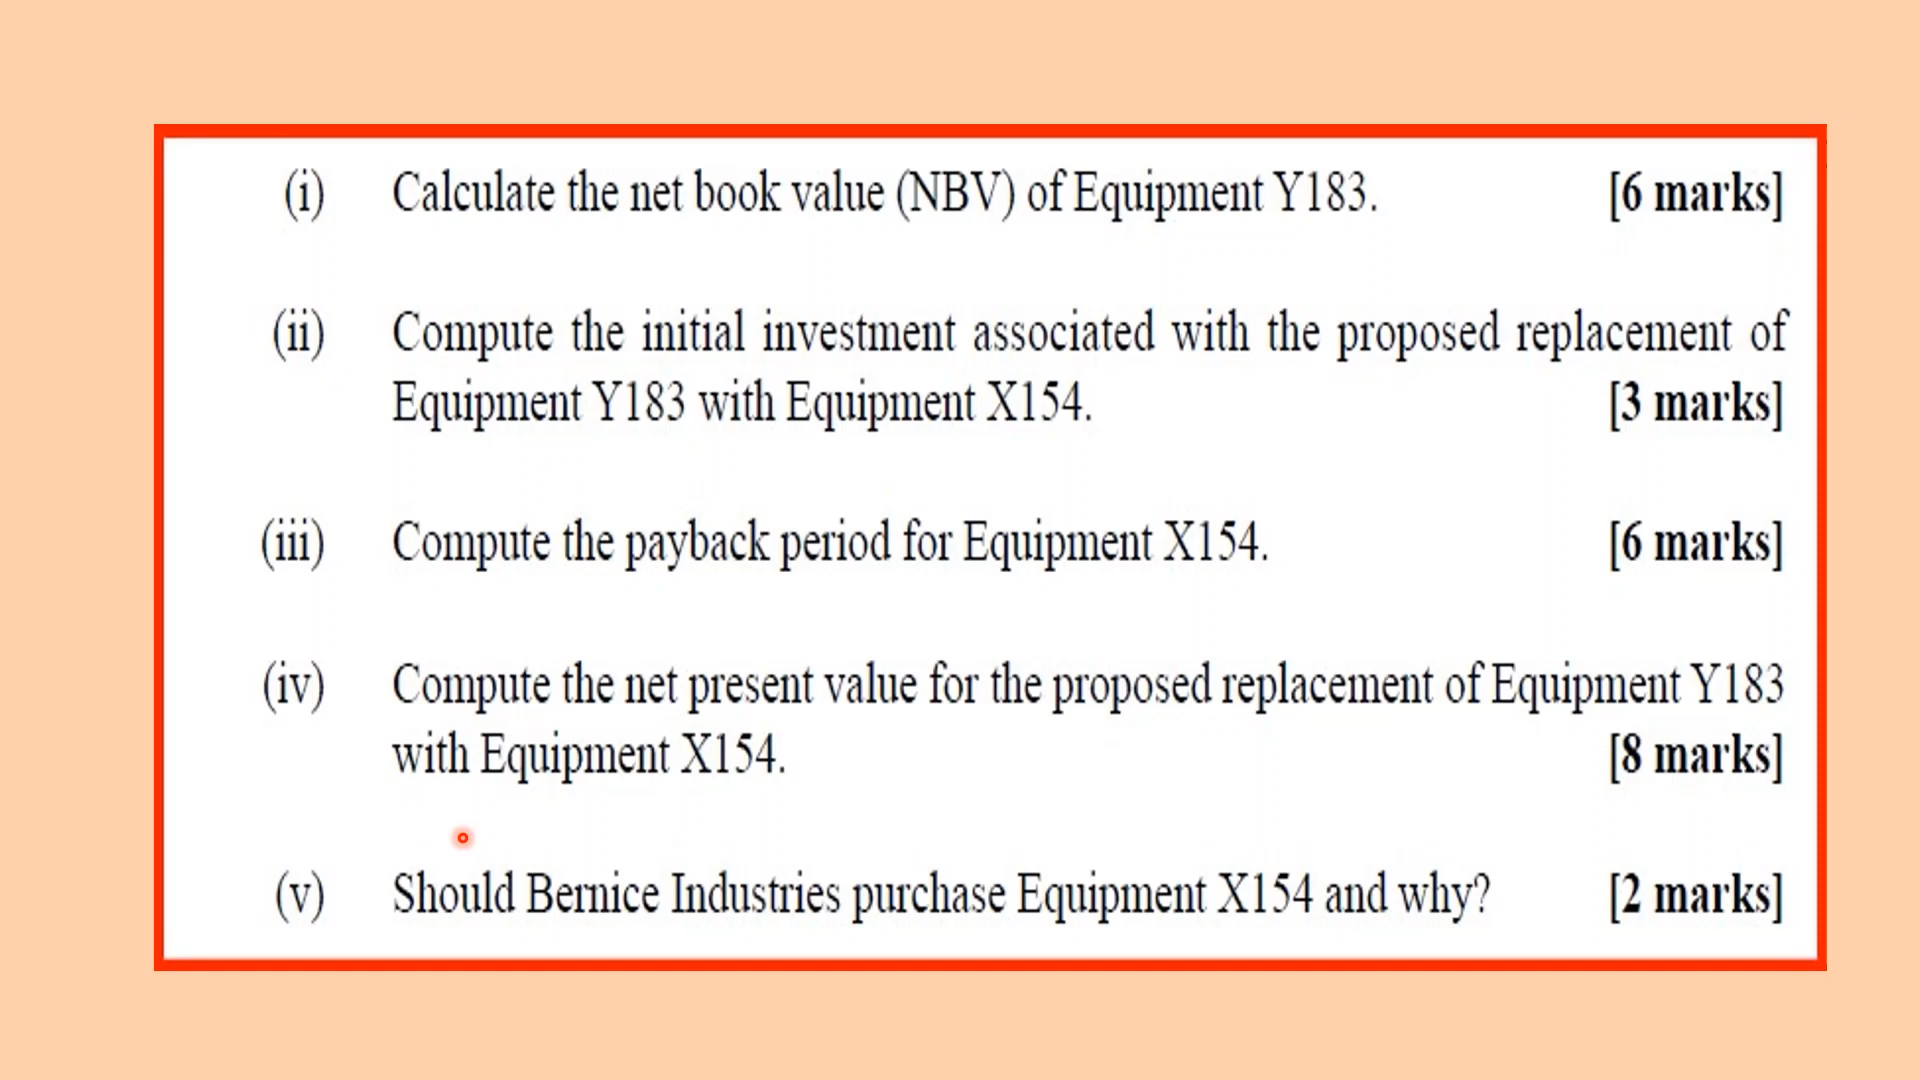 (i) Calculate the net book value (NBV) of Equipment Y183. [6 marks]
(ii) Compute the initial investment associated with the proposed replacement of
Equipment Y183 with Equipment X154. [3 marks]
(iii) Compute the payback period for Equipment X154. [6 marks]
(iv) Compute the net present value for the proposed replacement of Equipment Y183
with Equipment X154. [8 marks]
(v) Should Bernice Industries purchase Equipment X154 and why? [2 marks]